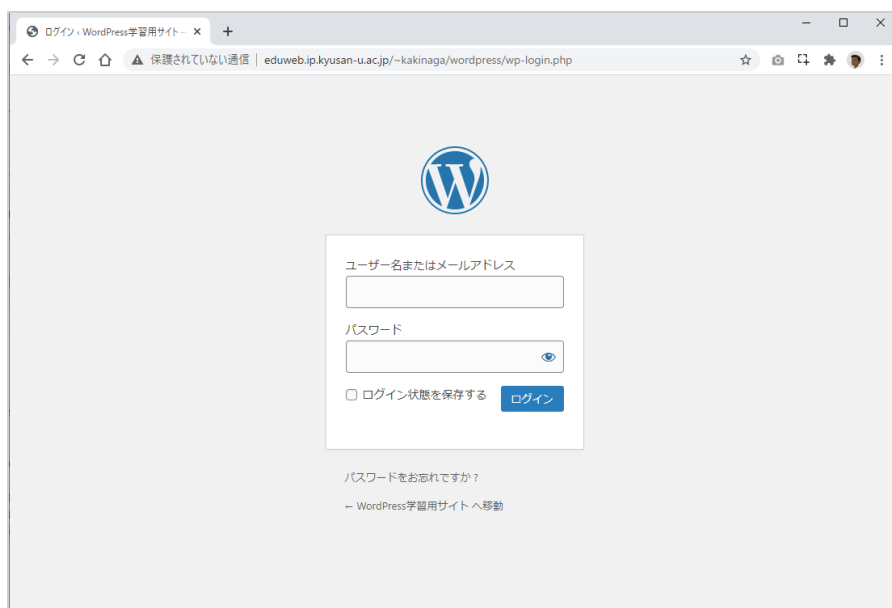 ログイン ‹ WordPress学習用サイト –
保護されていない通信 | eduweb.ip.kyusan-u.ac.jp/~kakinaga/wordpress/wp-login.php
ユーザー名またはメールアドレス
パスワード
ログイン状態を保存する
ログイン
パスワードをお忘れですか ?
← WordPress学習用サイト へ移動